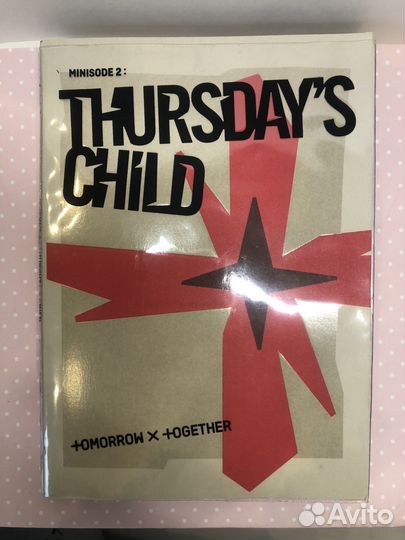 MINISODE 2:
THURSDAY'S
CHILD
TOMORROW X TOGETHER
Avito